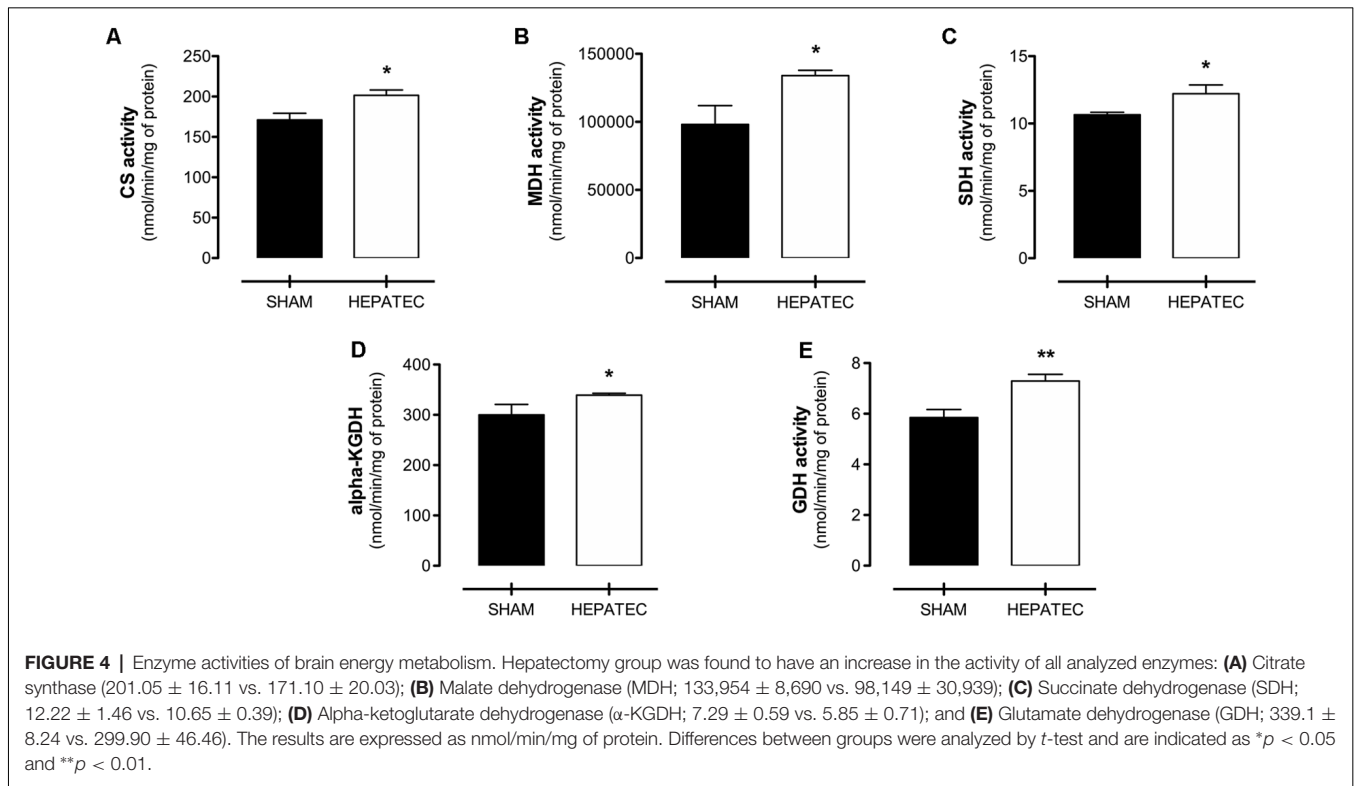 A
CS activity
(nmol/min/mg of protein)
250
200
150
100
50
0
*
SHAM HEPATEC
B
MDH activity
(nmol/min/mg of protein)
150000
100000
50000
0
*
SHAM HEPATEC
C
SDH activity
(nmol/min/mg of protein)
15
10
5
0
*
SHAM HEPATEC
D
alpha-KGDH
(nmol/min/mg of protein)
400
300
200
100
0
*
SHAM HEPATEC
E
GDH activity
(nmol/min/mg of protein)
8
6
4
2
0
**
SHAM HEPATEC
FIGURE 4 | Enzyme activities of brain energy metabolism. Hepatectomy group was found to have an increase in the activity of all analyzed enzymes: (A) Citrate
synthase (201.05 ± 16.11 vs. 171.10 ± 20.03); (B) Malate dehydrogenase (MDH; 133,954 ± 8,690 vs. 98,149 ± 30,939); (C) Succinate dehydrogenase (SDH;
12.22 ± 1.46 vs. 10.65 ± 0.39); (D) Alpha-ketoglutarate dehydrogenase (α-KGDH; 7.29 ± 0.59 vs. 5.85 ± 0.71); and (E) Glutamate dehydrogenase (GDH; 339.1 ±
8.24 vs. 299.90 ± 46.46). The results are expressed as nmol/min/mg of protein. Differences between groups were analyzed by t-test and are indicated as *p < 0.05
and **p < 0.01.